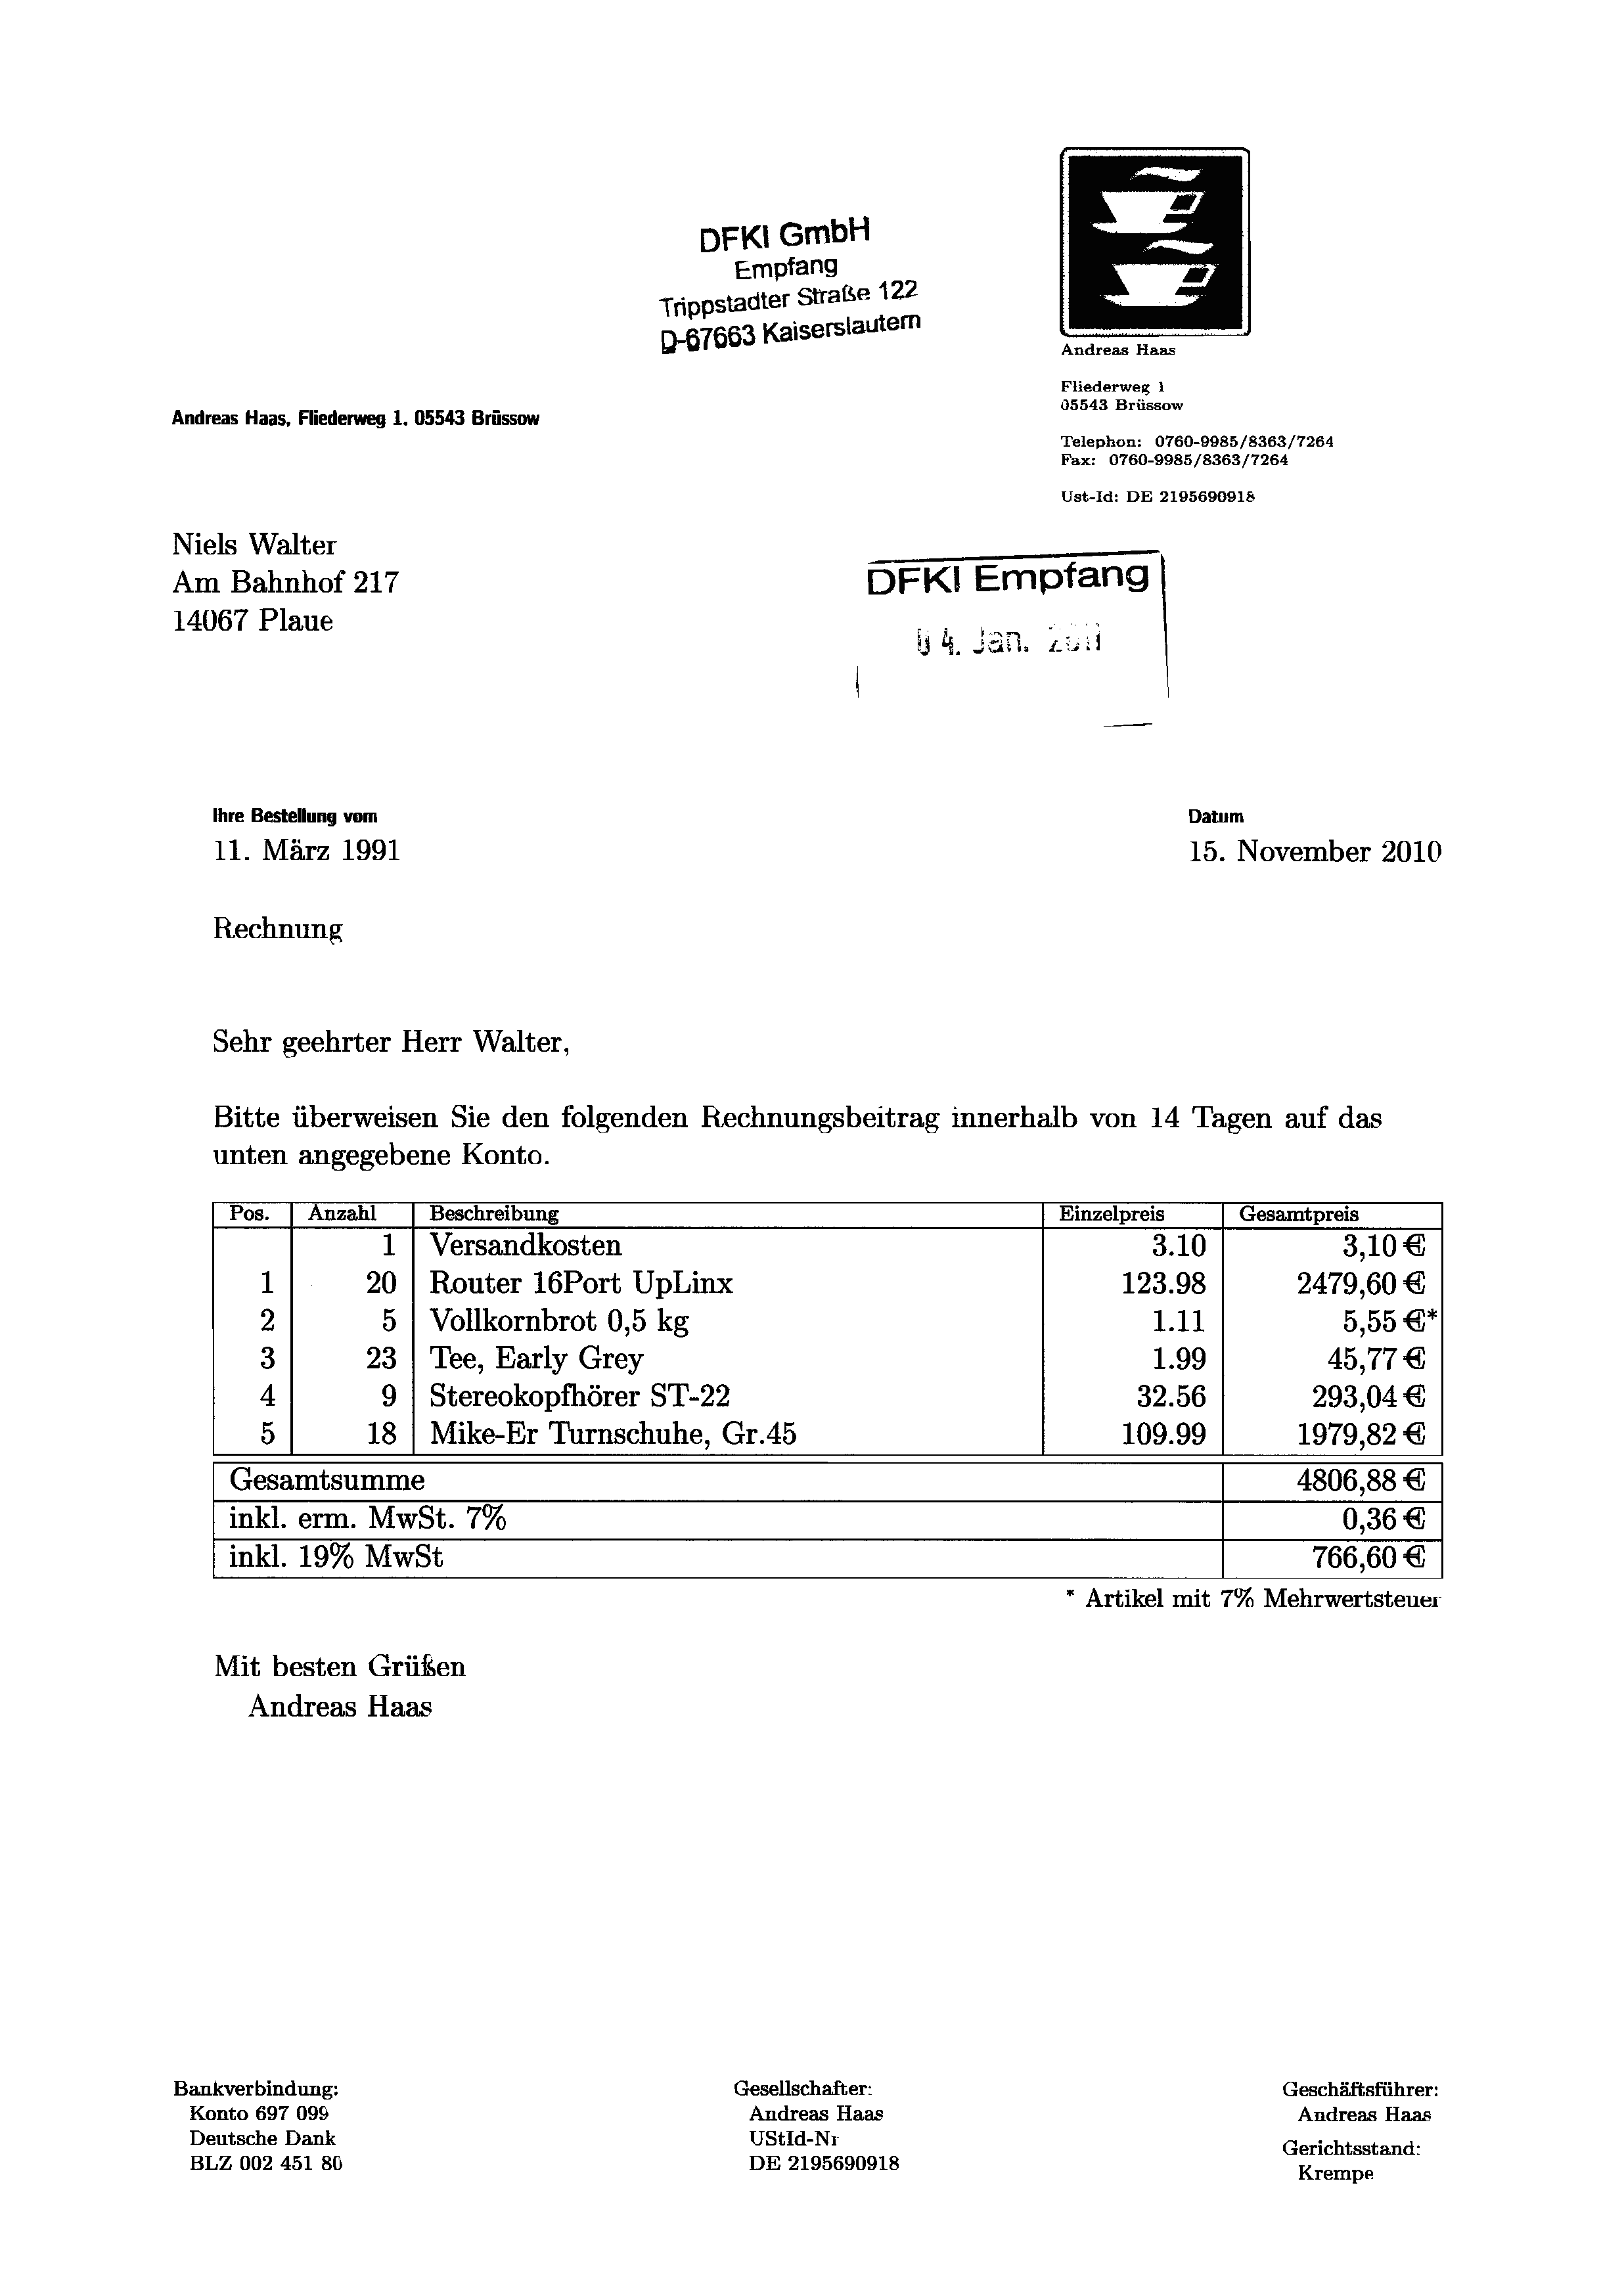 DFKI GmbH
Empfang
Trippstadter Straße 122
D-67663 Kaiserslautern
Andreas Haas
Fliederweg 1
05543 Brüssow
Telephon: 0760-9985/8363/7264
Fax: 0760-9985/8363/7264
Ust-Id: DE 2195690918
Andreas Haas, Fliederweg 1. 05543 Brüssow
Niels Walter
Am Bahnhof 217
14067 Plaue
DFKI Empfang
04. Jan. 2011
Ihre Bestellung vom
11. März 1991
Datum
15. November 2010
Rechnung
Sehr geehrter Herr Walter,
Bitte überweisen Sie den folgenden Rechnungsbeitrag innerhalb von 14 Tagen auf das
unten angegebene Konto.
Pos. Anzahl Beschreibung Einzelpreis Gesamtpreis
1 Versandkosten 3.10 3,10 €
1 20 Router 16Port UpLinx 123.98 2479,60 €
2 5 Vollkornbrot 0,5 kg 1.11 5,55 €*
3 23 Tee, Early Grey 1.99 45,77 €
4 9 Stereokopfhörer ST-22 32.56 293,04 €
5 18 Mike-Er Turnschuhe, Gr.45 109.99 1979,82 €
Gesamtsumme 4806,88 €
inkl. erm. MwSt. 7% 0,36 €
inkl. 19% MwSt 766,60 €
* Artikel mit 7% Mehrwertsteuer
Mit besten Grüßen
Andreas Haas
Bankverbindung:
Konto 697 099
Deutsche Dank
BLZ 002 451 80
Gesellschafter:
Andreas Haas
UStId-Nr
DE 2195690918
Geschäftsführer:
Andreas Haas
Gerichtsstand:
Krempe